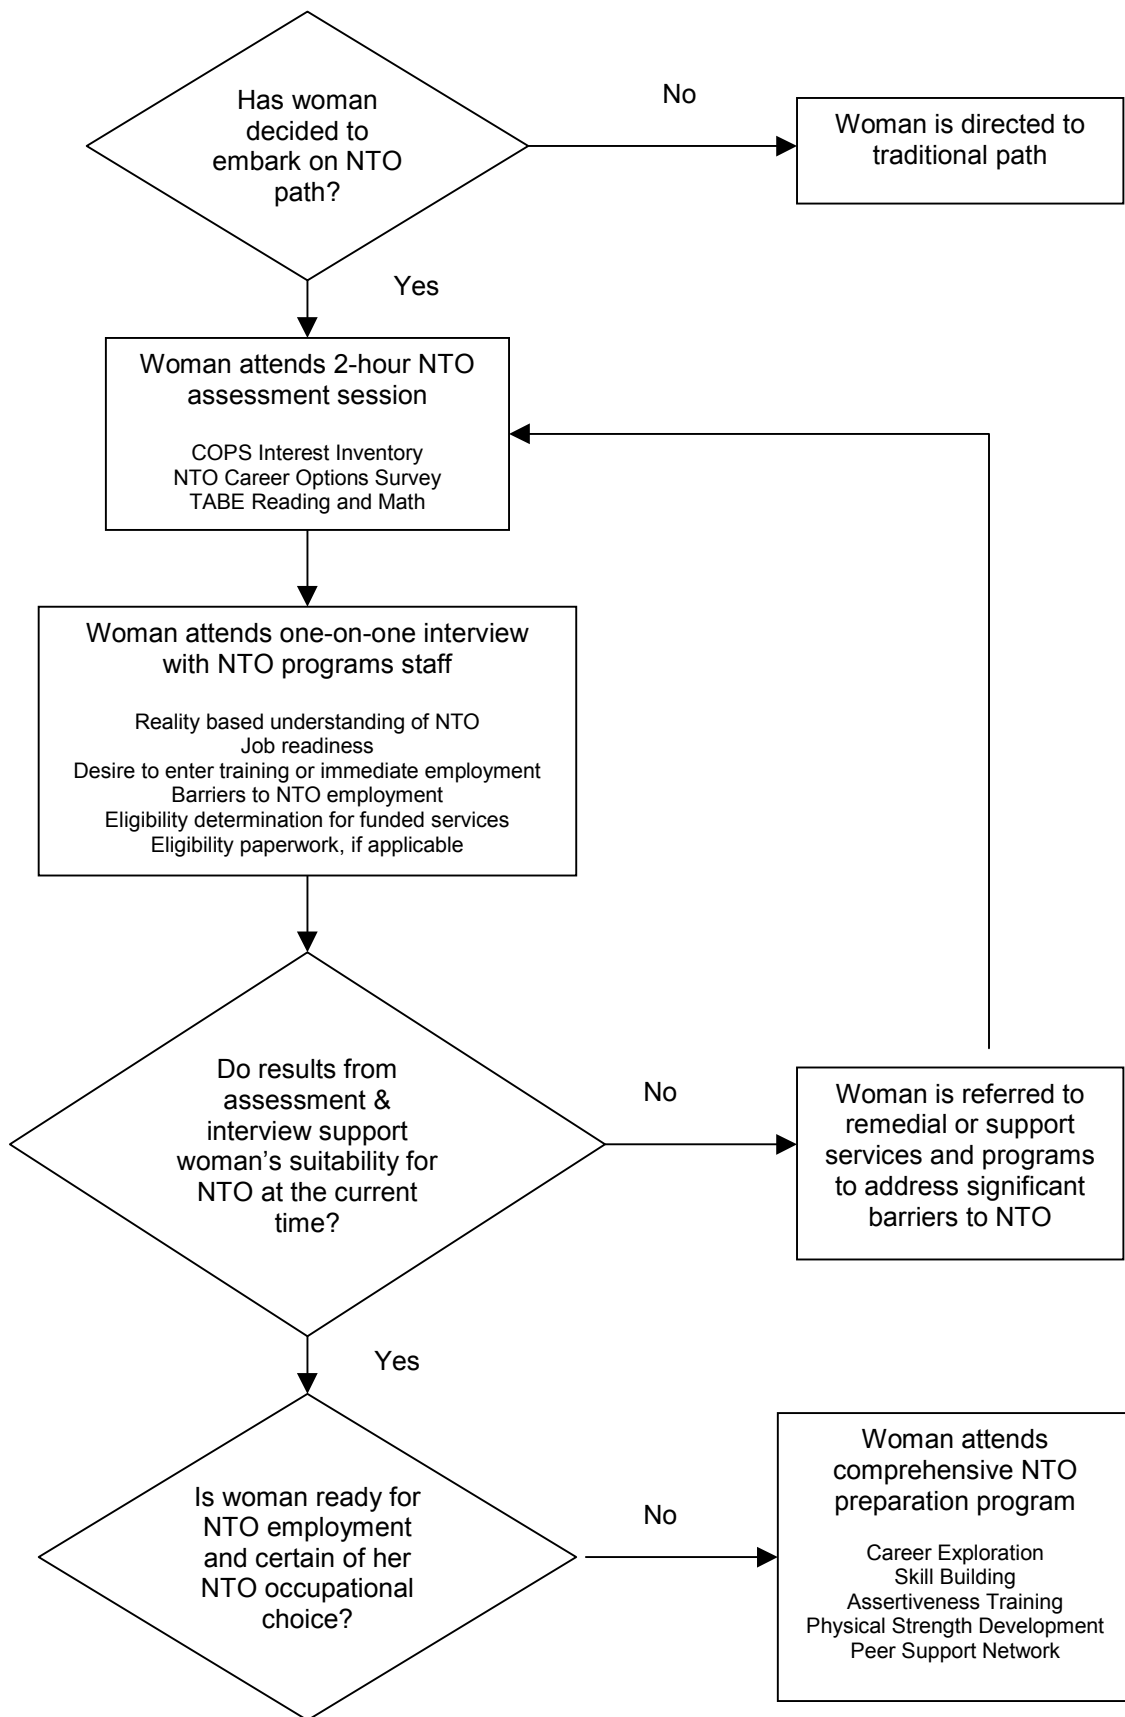 Has woman
decided to
embark on NTO
path?
No
Woman is directed to
traditional path
Yes
Woman attends 2-hour NTO
assessment session
COPS Interest Inventory
NTO Career Options Survey
TABE Reading and Math
Woman attends one-on-one interview
with NTO programs staff
Reality based understanding of NTO
Job readiness
Desire to enter training or immediate employment
Barriers to NTO employment
Eligibility determination for funded services
Eligibility paperwork, if applicable
Do results from
assessment &
interview support
woman’s suitability for
NTO at the current
time?
No
Woman is referred to
remedial or support
services and programs
to address significant
barriers to NTO
Yes
Is woman ready for
NTO employment
and certain of her
NTO occupational
choice?
No
Woman attends
comprehensive NTO
preparation program
Career Exploration
Skill Building
Assertiveness Training
Physical Strength Development
Peer Support Network